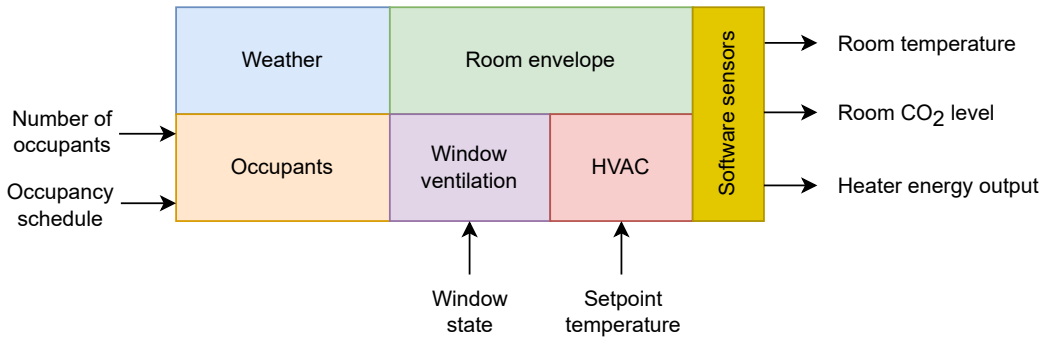 Weather
Room envelope
Software sensors
Room temperature
Room CO2 level
Heater energy output
Number of
occupants
Occupancy
schedule
Occupants
Window
ventilation
HVAC
Window
state
Setpoint
temperature